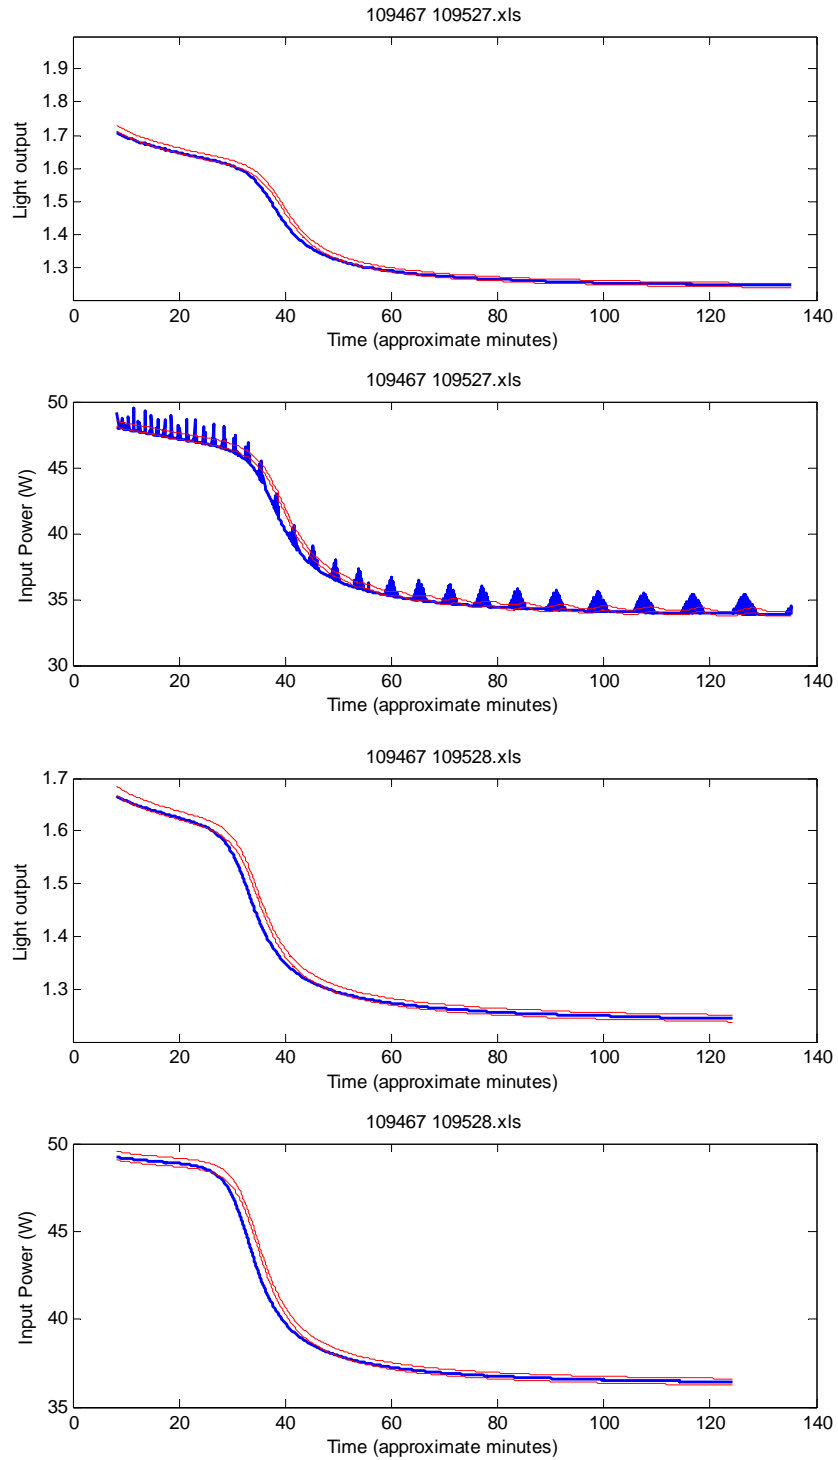 109467 109527.xls
1.9
1.8
1.7
1.6
1.5
1.4
1.3
Light output
0 20 40 60 80 100 120 140
Time (approximate minutes)
109467 109527.xls
50
45
40
35
30
Input Power (W)
0 20 40 60 80 100 120 140
Time (approximate minutes)
109467 109528.xls
1.7
1.6
1.5
1.4
1.3
Light output
0 20 40 60 80 100 120 140
Time (approximate minutes)
109467 109528.xls
50
45
40
35
Input Power (W)
0 20 40 60 80 100 120 140
Time (approximate minutes)